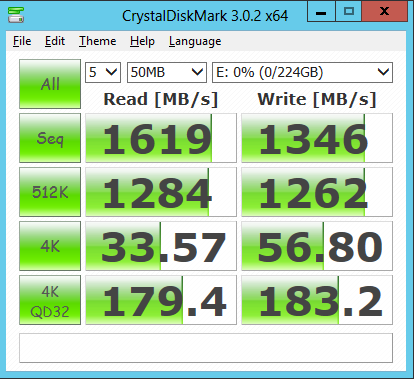 CrystalDiskMark 3.0.2 x64
File Edit Theme Help Language
All 5 50MB E: 0% (0/224GB)
Read [MB/s] Write [MB/s]
Seq 1619 1346
512K 1284 1262
4K 33.57 56.80
4K QD32 179.4 183.2